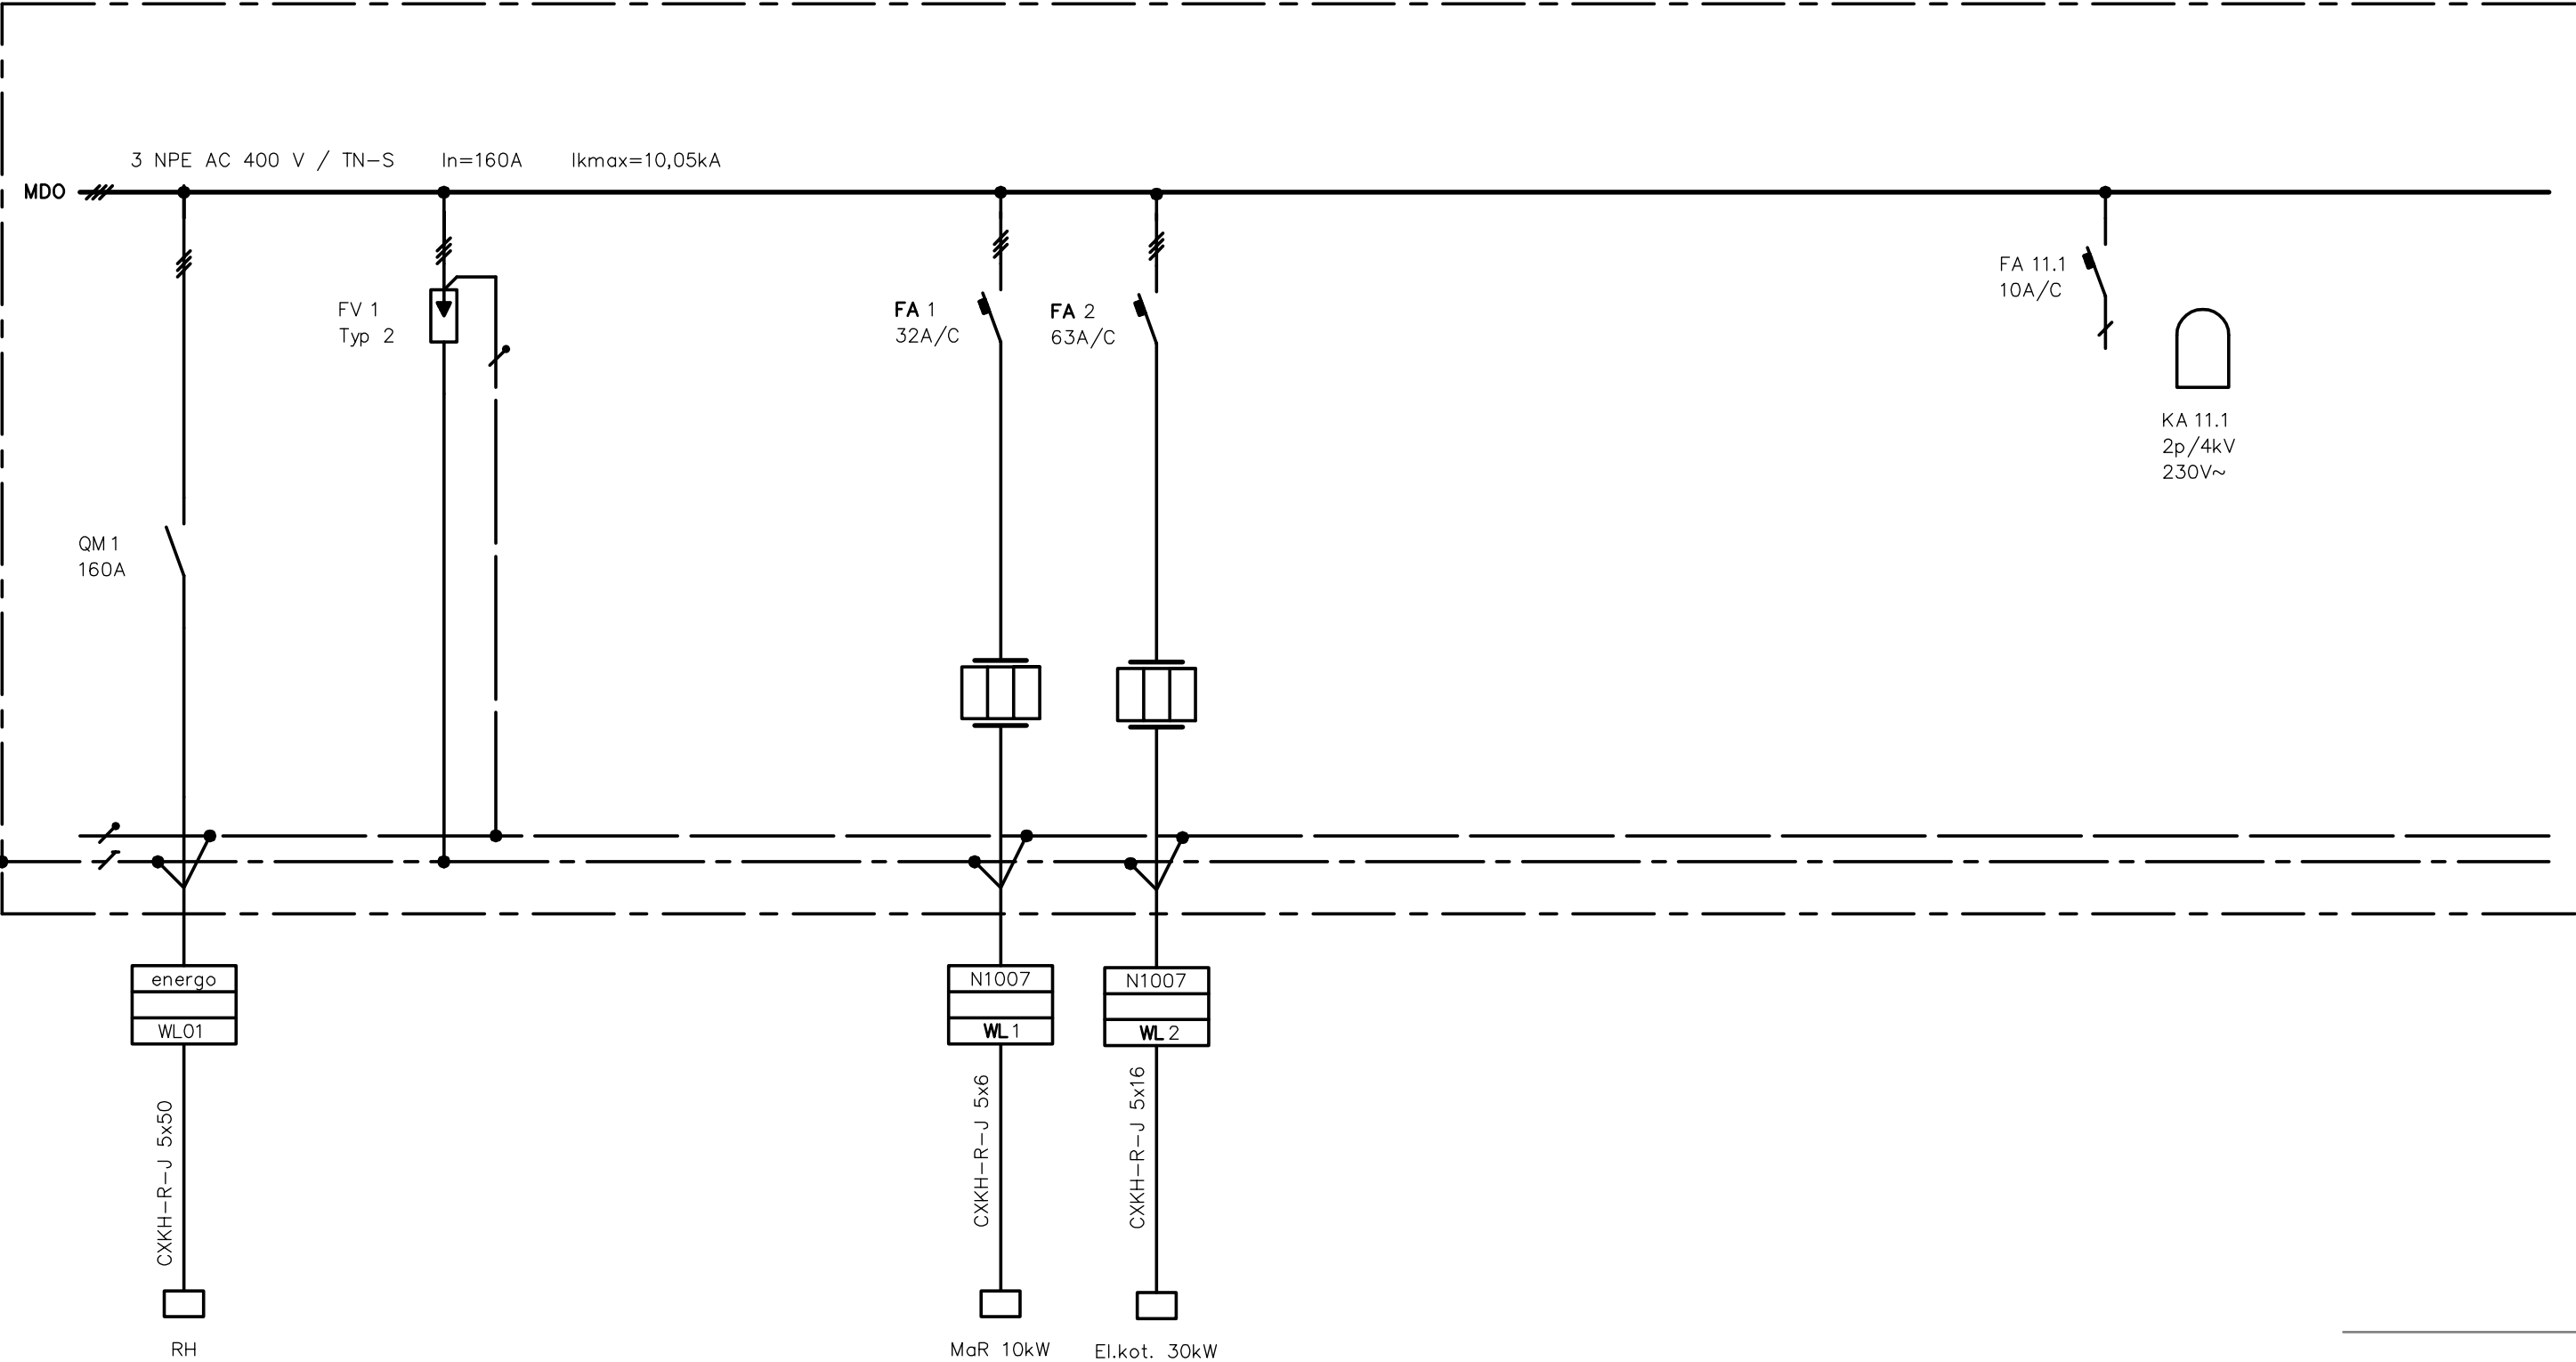 3 NPE AC 400 V / TN-S In=160A Ikmax=10,05kA
MDO
FV 1
Typ 2
FA 1
32A/C
FA 2
63A/C
FA 11.1
10A/C
KA 11.1
2p/4kV
230V~
QM 1
160A
energo
WL01
N1007
WL 1
N1007
WL 2
CXKH-R-J 5x50
CXKH-R-J 5x6
CXKH-R-J 5x16
RH
MaR 10kW
El.kot. 30kW